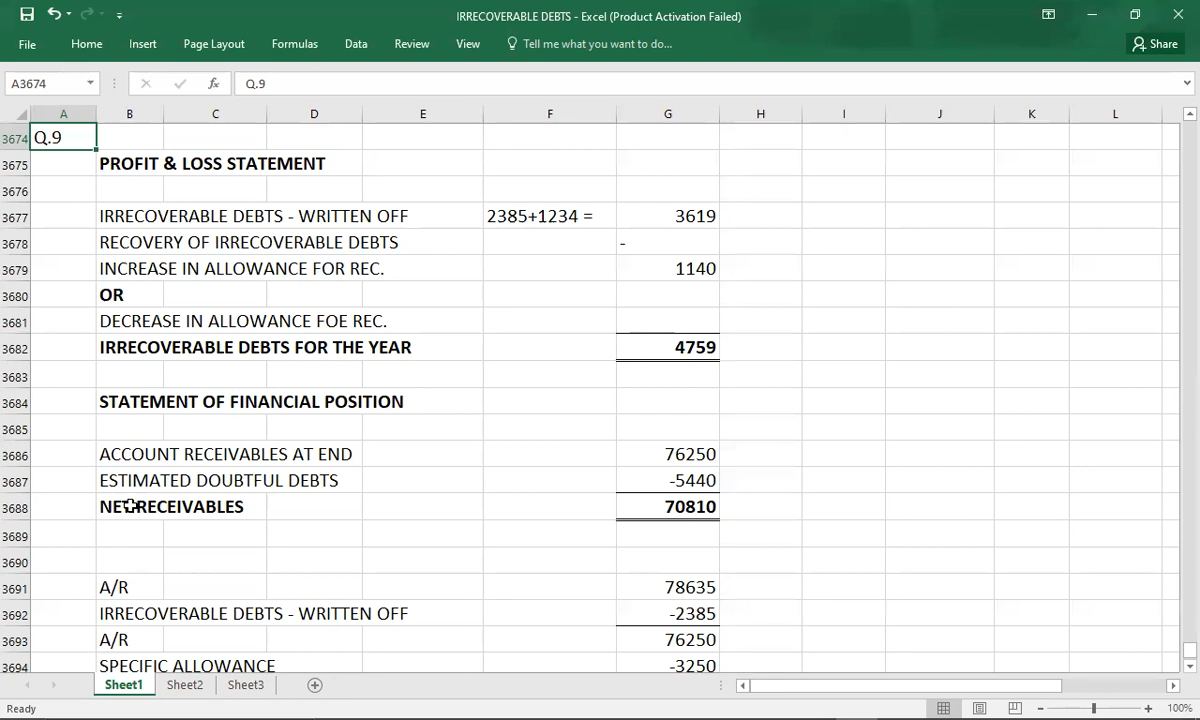 IRRECOVERABLE DEBTS - Excel (Product Activation Failed)
File Home Insert Page Layout Formulas Data Review View Tell me what you want to do... Share
A3674 fx Q.9
A B C D E F G H I J K L
3674 Q.9
3675 PROFIT & LOSS STATEMENT
3676
3677 IRRECOVERABLE DEBTS - WRITTEN OFF 2385+1234 = 3619
3678 RECOVERY OF IRRECOVERABLE DEBTS -
3679 INCREASE IN ALLOWANCE FOR REC. 1140
3680 OR
3681 DECREASE IN ALLOWANCE FOE REC.
3682 IRRECOVERABLE DEBTS FOR THE YEAR 4759
3683
3684 STATEMENT OF FINANCIAL POSITION
3685
3686 ACCOUNT RECEIVABLES AT END 76250
3687 ESTIMATED DOUBTFUL DEBTS -5440
3688 NET RECEIVABLES 70810
3689
3690
3691 A/R 78635
3692 IRRECOVERABLE DEBTS - WRITTEN OFF -2385
3693 A/R 76250
3694 SPECIFIC ALLOWANCE -3250
Sheet1 Sheet2 Sheet3
Ready 100%